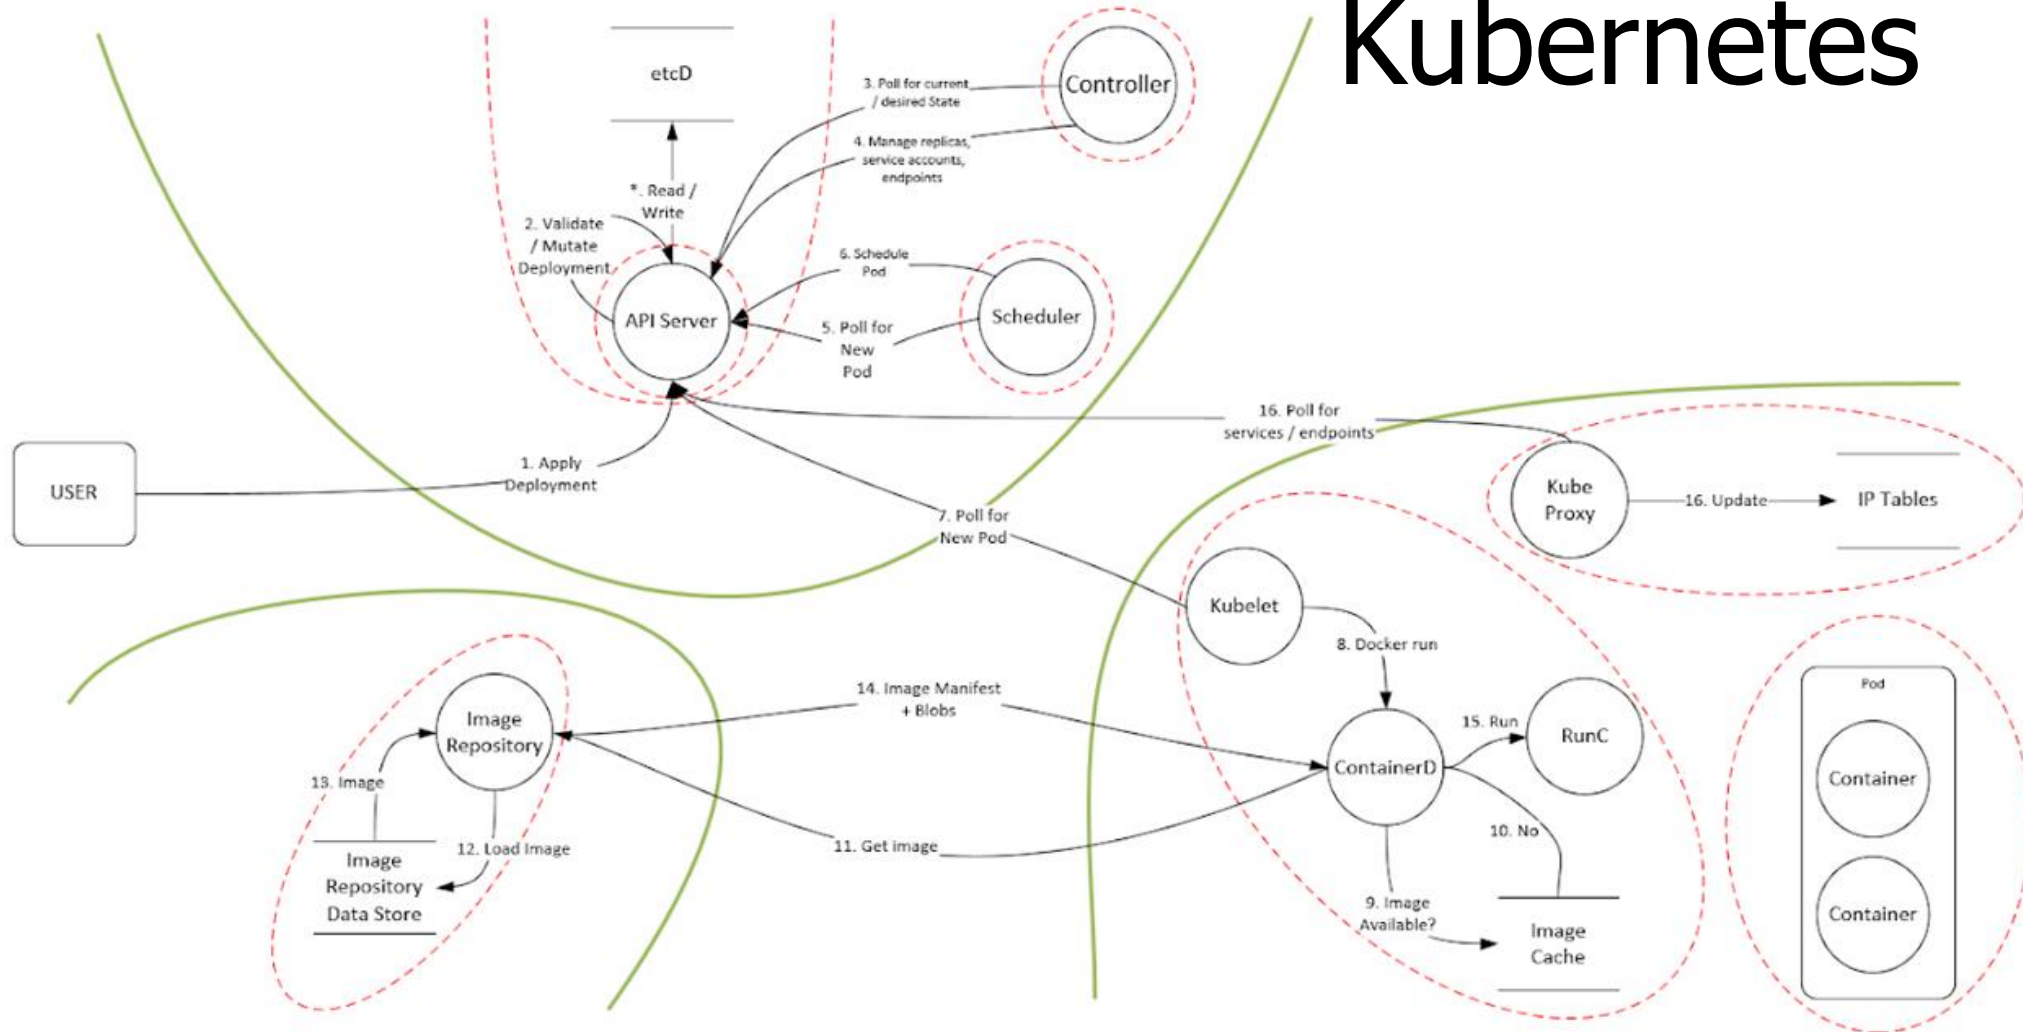 Kubernetes
etcD
Controller
3. Poll for current
/ desired State
4. Manage replicas,
service accounts,
endpoints
*. Read /
Write
2. Validate
/ Mutate
Deployment
6. Schedule
Pod
API Server
Scheduler
5. Poll for
New
Pod
16. Poll for
services / endpoints
1. Apply
Deployment
USER
Kube
Proxy
16. Update
IP Tables
7. Poll for
New Pod
Kubelet
8. Docker run
14. Image Manifest
+ Blobs
Image
Repository
15. Run
RunC
ContainerD
13. Image
12. Load Image
Image
Repository
Data Store
11. Get image
10. No
9. Image
Available?
Image
Cache
Pod
Container
Container